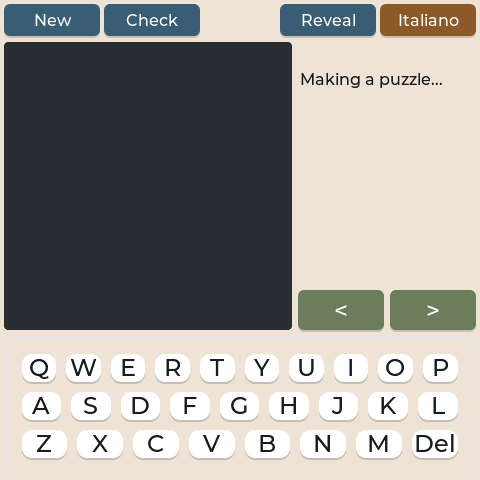 New Check Reveal Italiano
Making a puzzle...
< >
Q W E R T Y U I O P
A S D F G H J K L
Z X C V B N M Del